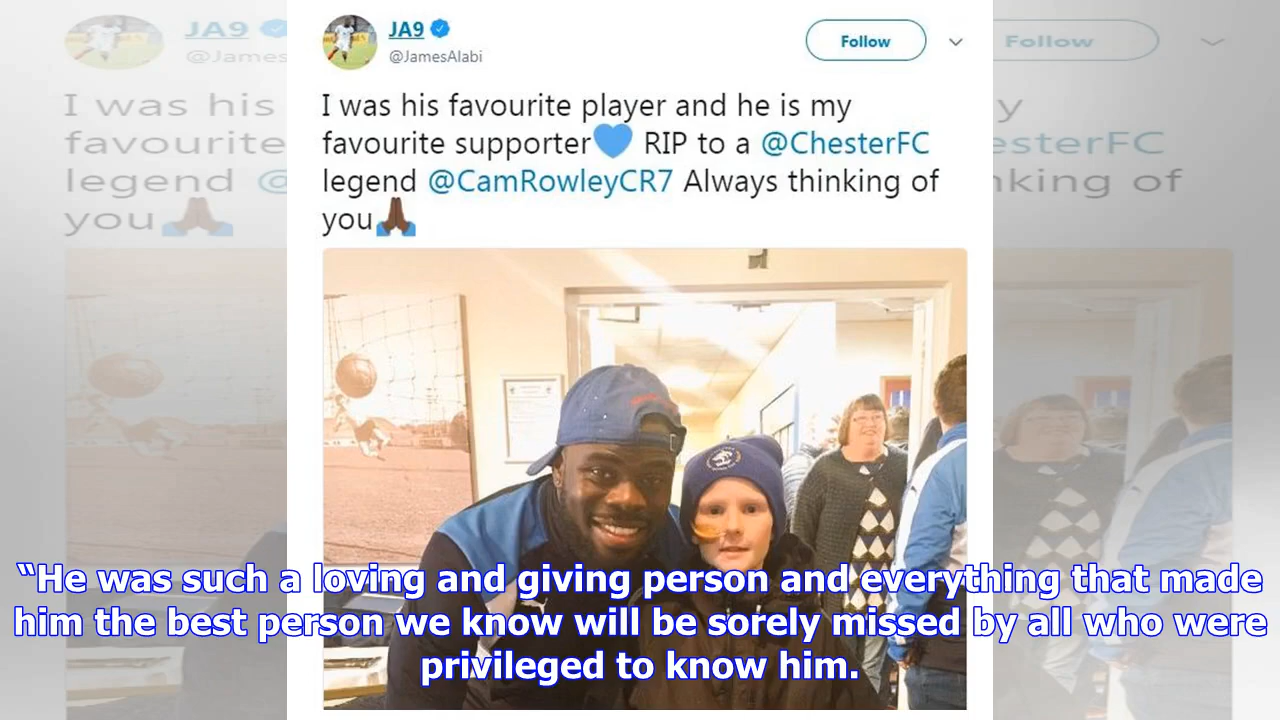 JA9
@JamesAlabi
Follow
I was his favourite player and he is my
favourite supporter💙 RIP to a @ChesterFC
legend @CamRowleyCR7 Always thinking of
you🙏🏾
“He was such a loving and giving person and everything that made
him the best person we know will be sorely missed by all who were
privileged to know him.